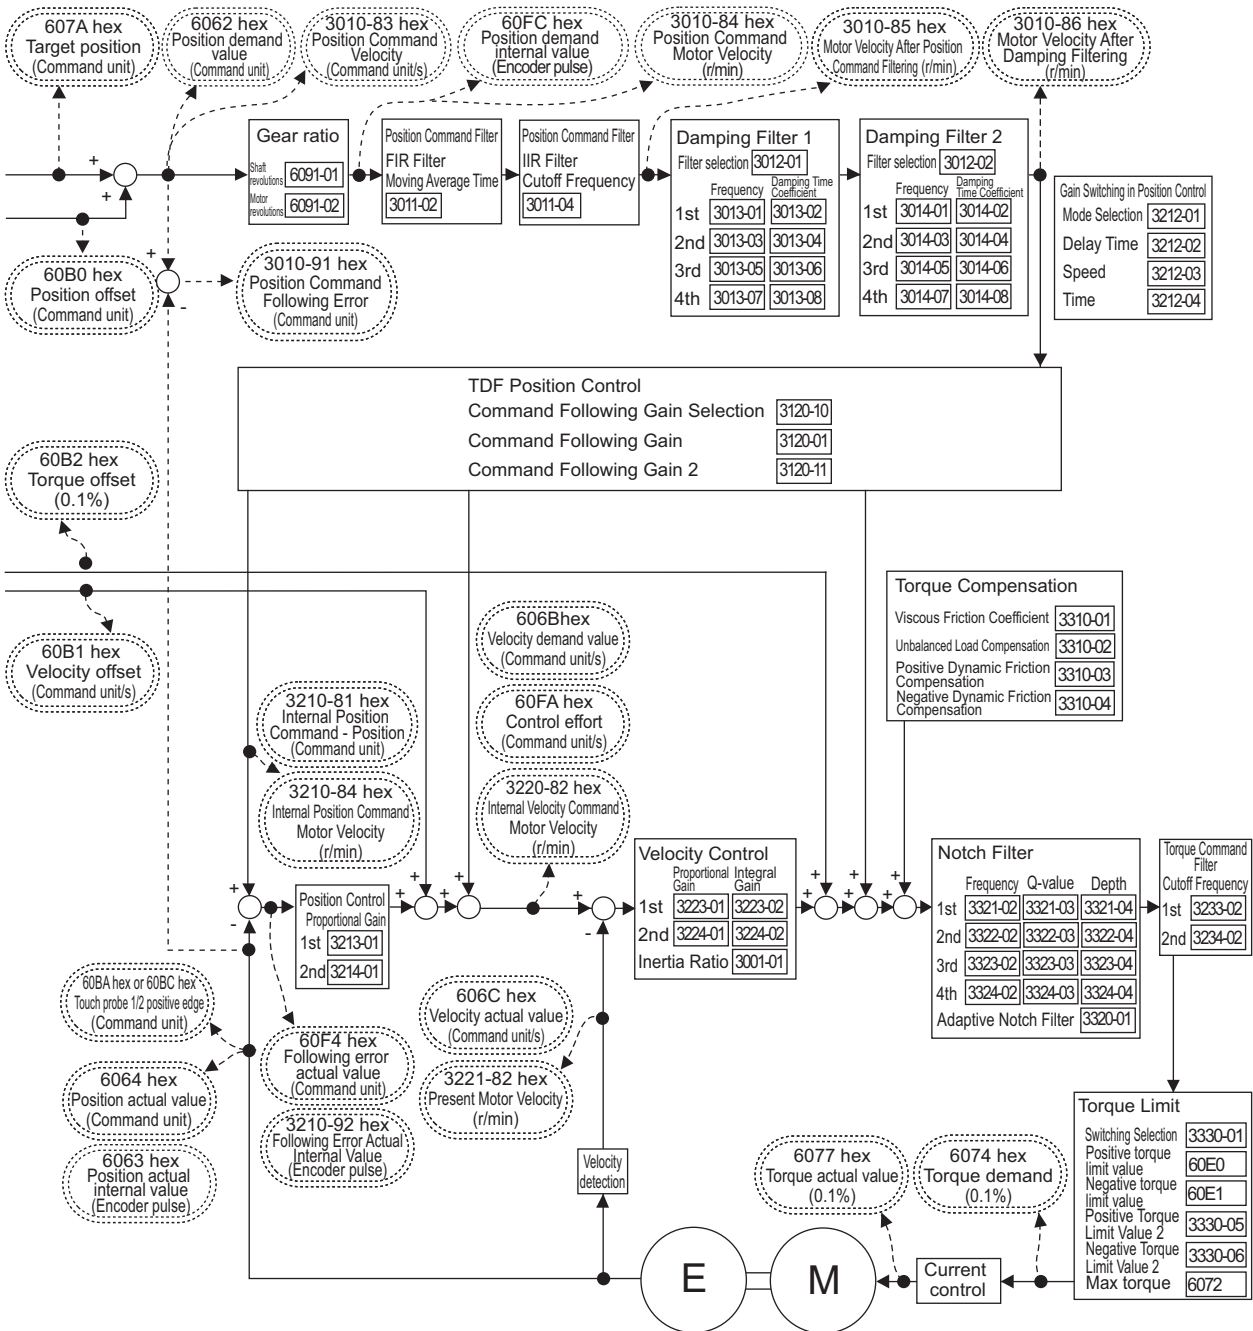 607A hex
Target position
(Command unit)
6062 hex
Position demand
value
(Command unit)
3010-83 hex
Position Command
Velocity
(Command unit/s)
60FC hex
Position demand
internal value
(Encoder pulse)
3010-84 hex
Position Command
Motor Velocity
(r/min)
3010-85 hex
Motor Velocity After Position
Command Filtering (r/min)
3010-86 hex
Motor Velocity After
Damping Filtering
(r/min)
+
+
Gear ratio
Shaft
revolutions
6091-01
Motor
revolutions
6091-02
Position Command Filter
FIR Filter
Moving Average Time
3011-02
Position Command Filter
IIR Filter
Cutoff Frequency
3011-04
Damping Filter 1
Filter selection 3012-01
Frequency Damping Time
Coefficient
1st 3013-01 3013-02
2nd 3013-03 3013-04
3rd 3013-05 3013-06
4th 3013-07 3013-08
Damping Filter 2
Filter selection 3012-02
Frequency Damping
Time Coefficient
1st 3014-01 3014-02
2nd 3014-03 3014-04
3rd 3014-05 3014-06
4th 3014-07 3014-08
Gain Switching in Position Control
Mode Selection 3212-01
Delay Time 3212-02
Speed 3212-03
Time 3212-04
60B0 hex
Position offset
(Command unit)
+
-
3010-91 hex
Position Command
Following Error
(Command unit)
TDF Position Control
Command Following Gain Selection 3120-10
Command Following Gain 3120-01
Command Following Gain 2 3120-11
60B2 hex
Torque offset
(0.1%)
60B1 hex
Velocity offset
(Command unit/s)
Torque Compensation
Viscous Friction Coefficient 3310-01
Unbalanced Load Compensation 3310-02
Positive Dynamic Friction
Compensation 3310-03
Negative Dynamic Friction
Compensation 3310-04
606Bhex
Velocity demand value
(Command unit/s)
60FA hex
Control effort
(Command unit/s)
3220-82 hex
Internal Velocity Command
Motor Velocity
(r/min)
3210-81 hex
Internal Position
Command - Position
(Command unit)
3210-84 hex
Internal Position Command
Motor Velocity
(r/min)
+
-
Position Control
Proportional Gain
1st 3213-01
2nd 3214-01
+
+
+
+
+
-
Velocity Control
Proportional
Gain
Integral
Gain
1st 3223-01 3223-02
2nd 3224-01 3224-02
Inertia Ratio 3001-01
+
+
+
+
+
+
Notch Filter
Frequency Q-value Depth
1st 3321-02 3321-03 3321-04
2nd 3322-02 3322-03 3322-04
3rd 3323-02 3323-03 3323-04
4th 3324-02 3324-03 3324-04
Adaptive Notch Filter 3320-01
Torque Command
Filter
Cutoff Frequency
1st 3233-02
2nd 3234-02
60BA hex or 60BC hex
Touch probe 1/2 positive edge
(Command unit)
6064 hex
Position actual value
(Command unit)
6063 hex
Position actual
internal value
(Encoder pulse)
60F4 hex
Following error
actual value
(Command unit)
3210-92 hex
Following Error Actual
Internal Value
(Encoder pulse)
606C hex
Velocity actual value
(Command unit/s)
3221-82 hex
Present Motor Velocity
(r/min)
Velocity
detection
6077 hex
Torque actual value
(0.1%)
6074 hex
Torque demand
(0.1%)
Torque Limit
Switching Selection 3330-01
Positive torque
limit value 60E0
Negative torque
limit value 60E1
Positive Torque
Limit Value 2 3330-05
Negative Torque
Limit Value 2 3330-06
Max torque 6072
E
M
Current
control